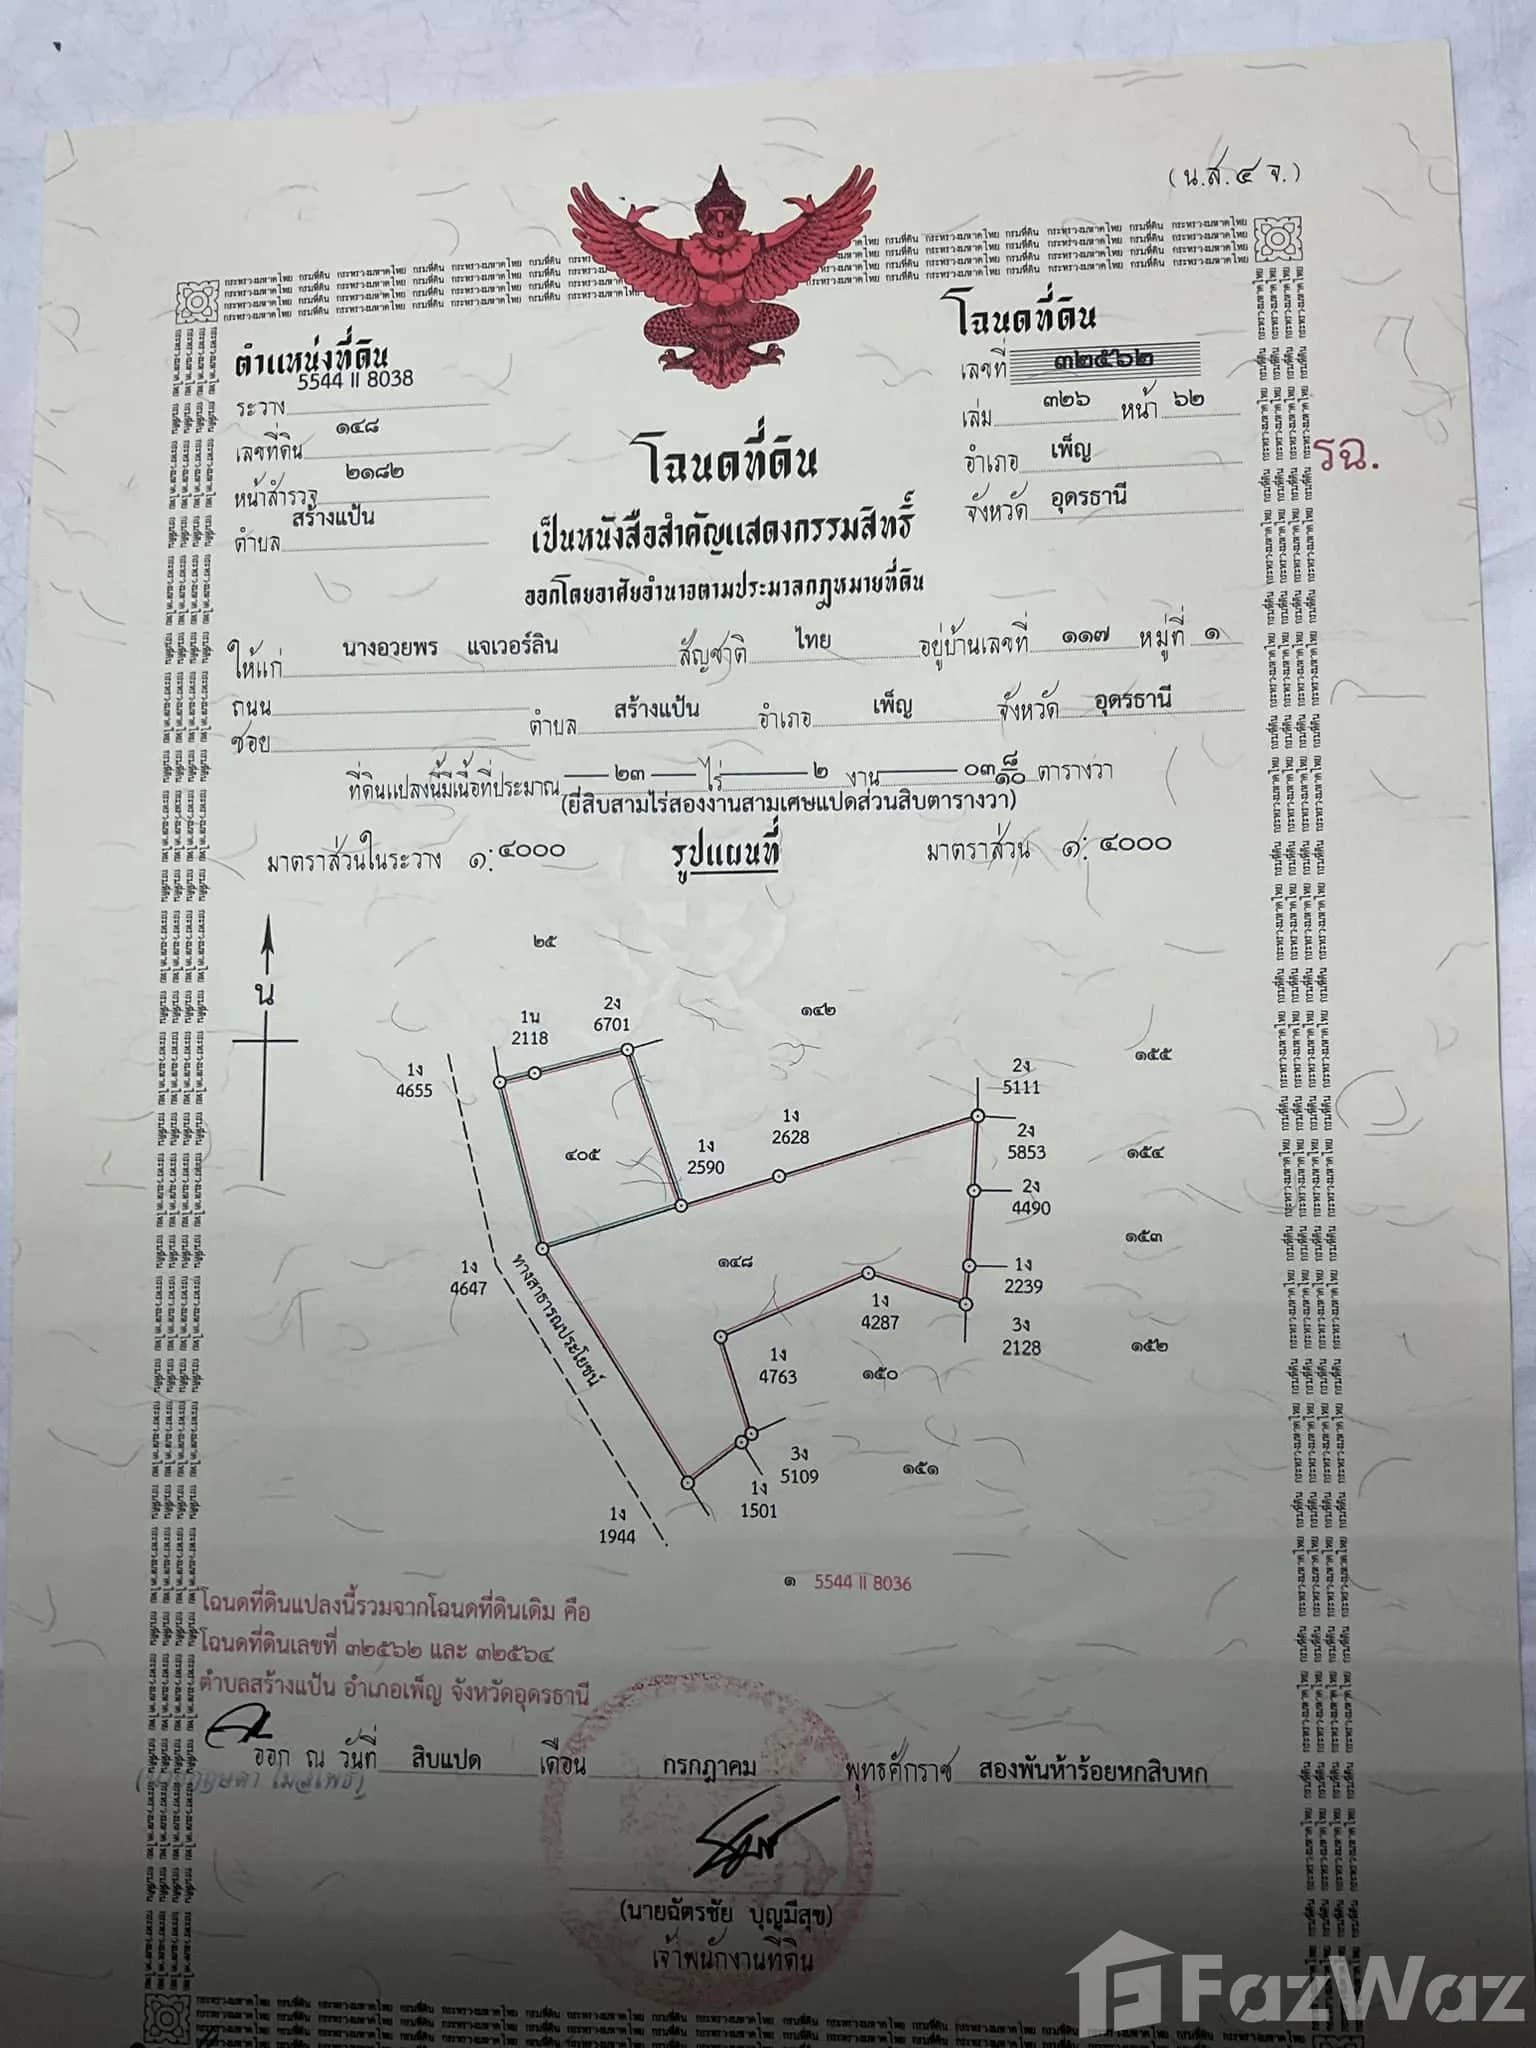 (น.ส.๔ จ.)
ตำแหน่งที่ดิน
ระวาง 5544 II 8038
เลขที่ดิน ๑๔๘
หน้าสำรวจ ๒๑๘๒
ตำบล สร้างแป้น
โฉนดที่ดิน
เลขที่ ๓๒๕๖๒
เล่ม ๓๒๖ หน้า ๖๒
อำเภอ เพ็ญ
จังหวัด อุดรธานี
รฉ.
โฉนดที่ดิน
เป็นหนังสือสำคัญแสดงกรรมสิทธิ์
ออกโดยอาศัยอำนาจตามประมวลกฎหมายที่ดิน
ให้แก่ นางอวยพร แจเวอร์ลิน สัญชาติ ไทย อยู่บ้านเลขที่ ๑๑๗ หมู่ที่ ๑
ถนน
ซอย ตำบล สร้างแป้น อำเภอ เพ็ญ จังหวัด อุดรธานี
ที่ดินแปลงนี้มีเนื้อที่ประมาณ ๒๓ ไร่ ๒ งาน ๐๓ ๘/๑๐ ตารางวา
(ยี่สิบสามไร่สองงานสามเศษแปดส่วนสิบตารางวา)
มาตราส่วนในระวาง ๑:๔๐๐๐ รูปแผนที่ มาตราส่วน ๑:๔๐๐๐
น
๒๕
๑๔๒
๑๕๕
2ง
6701
1น
2118
1ง
4655
2ง
5111
1ง
2628
2ง
5853
๑๕๔
๔๐๕
1ง
2590
2ง
4490
๑๕๓
1ง
4647
ทางสาธารณประโยชน์
๑๔๘
1ง
2239
1ง
4287
3ง
2128
๑๕๒
1ง
4763
๑๕๐
3ง
5109
๑๕๑
1ง
1501
1ง
1944
๑ 5544 II 8036
โฉนดที่ดินแปลงนี้รวมจากโฉนดที่ดินเดิม คือ
โฉนดที่ดินเลขที่ ๓๒๕๖๒ และ ๓๒๕๖๔
ตำบลสร้างแป้น อำเภอเพ็ญ จังหวัดอุดรธานี
ออก ณ วันที่ สิบแปด เดือน กรกฎาคม พุทธศักราช สองพันห้าร้อยหกสิบหก
(นายฉัตรชัย บุญมีสุข)
เจ้าพนักงานที่ดิน
FazWaz